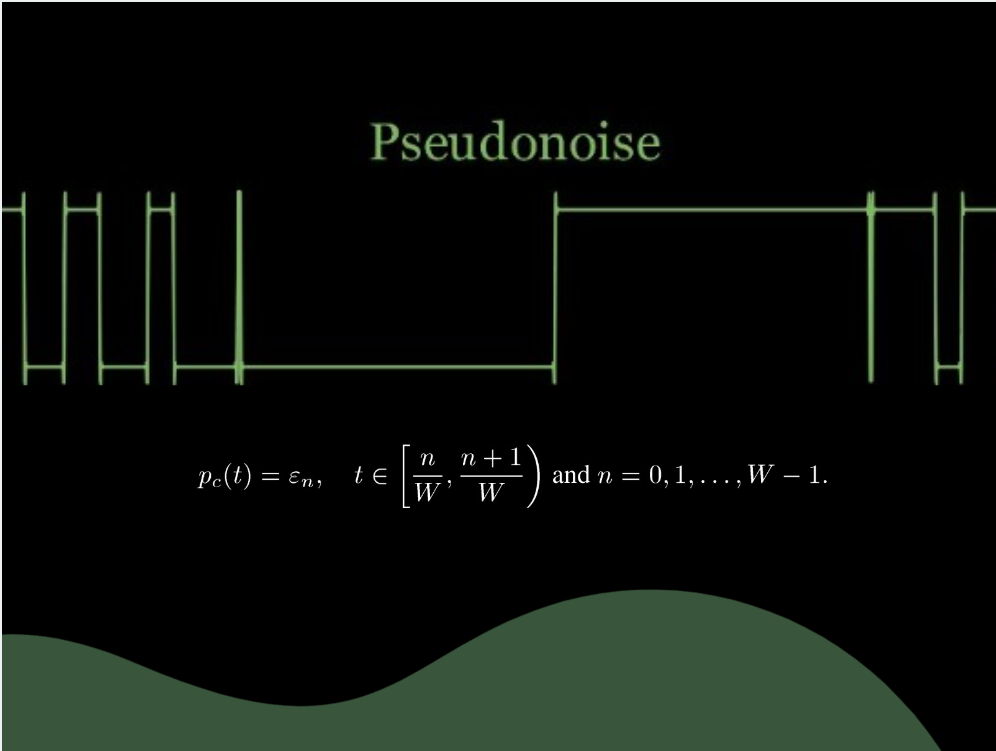 Pseudonoise
p_c(t) = ε_n, t ∈ [n/W, n+1/W) and n = 0, 1, . . . , W − 1.